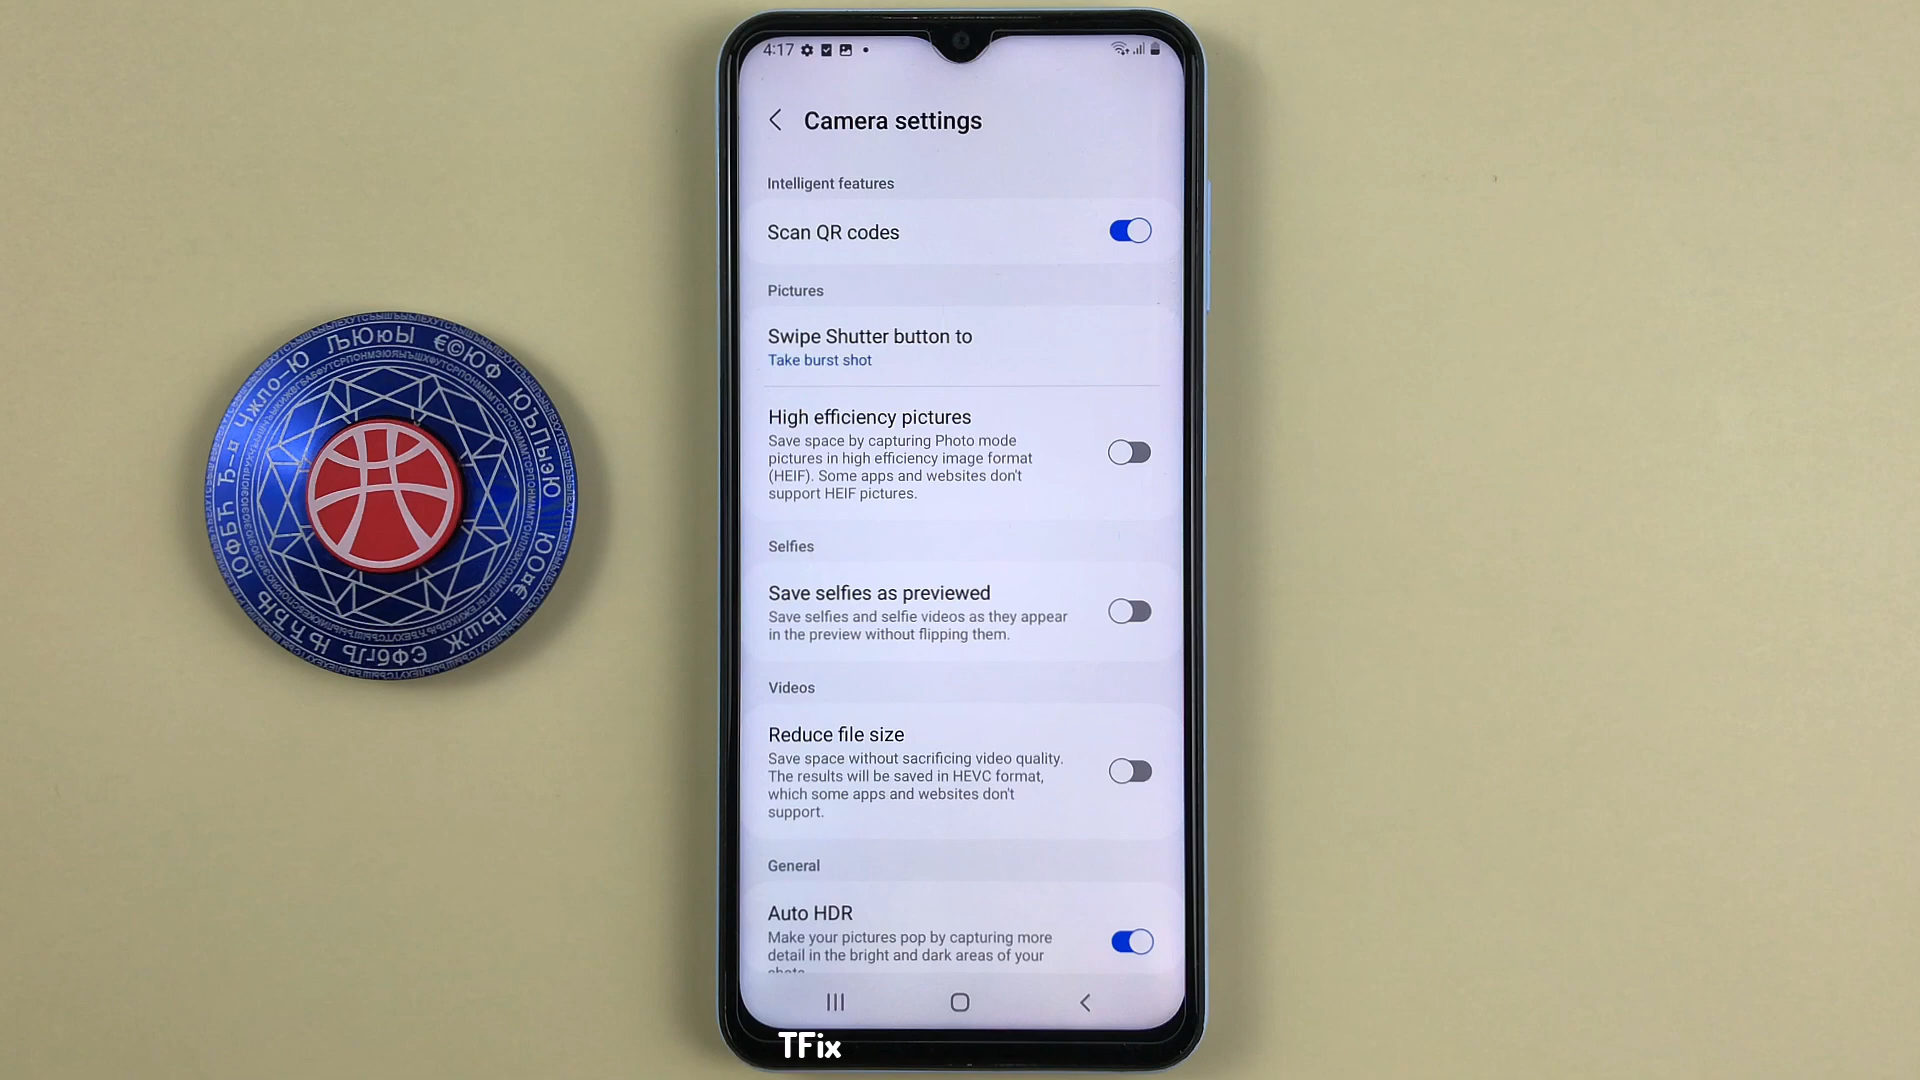 4:17
Camera settings
Intelligent features
Scan QR codes
Pictures
Swipe Shutter button to
Take burst shot
High efficiency pictures
Save space by capturing Photo mode
pictures in high efficiency image format
(HEIF). Some apps and websites don't
support HEIF pictures.
Selfies
Save selfies as previewed
Save selfies and selfie videos as they appear
in the preview without flipping them.
Videos
Reduce file size
Save space without sacrificing video quality.
The results will be saved in HEVC format,
which some apps and websites don't
support.
General
Auto HDR
Make your pictures pop by capturing more
detail in the bright and dark areas of your
TFix